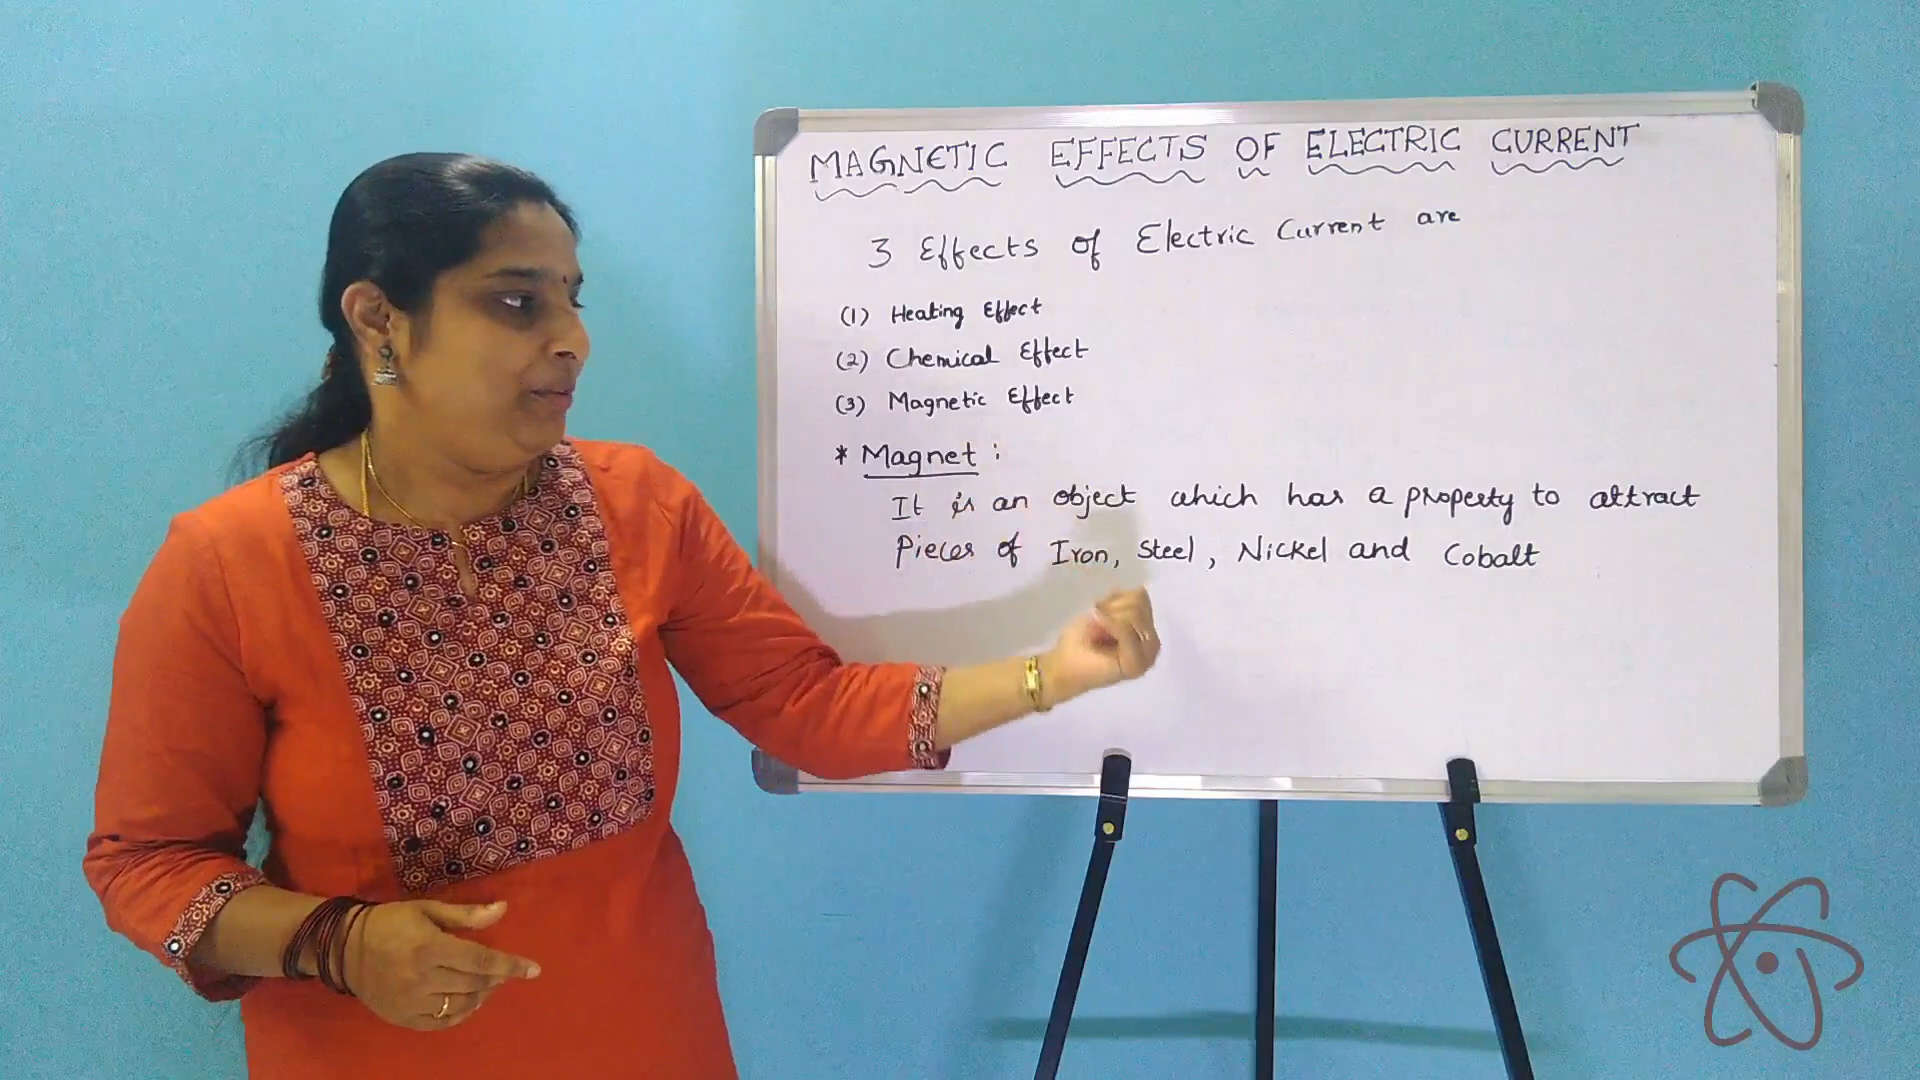 MAGNETIC EFFECTS OF ELECTRIC CURRENT
3 Effects of Electric Current are
(1) Heating Effect
(2) Chemical Effect
(3) Magnetic Effect
* Magnet :
It is an object which has a property to attract
Pieces of Iron, Steel, Nickel and Cobalt